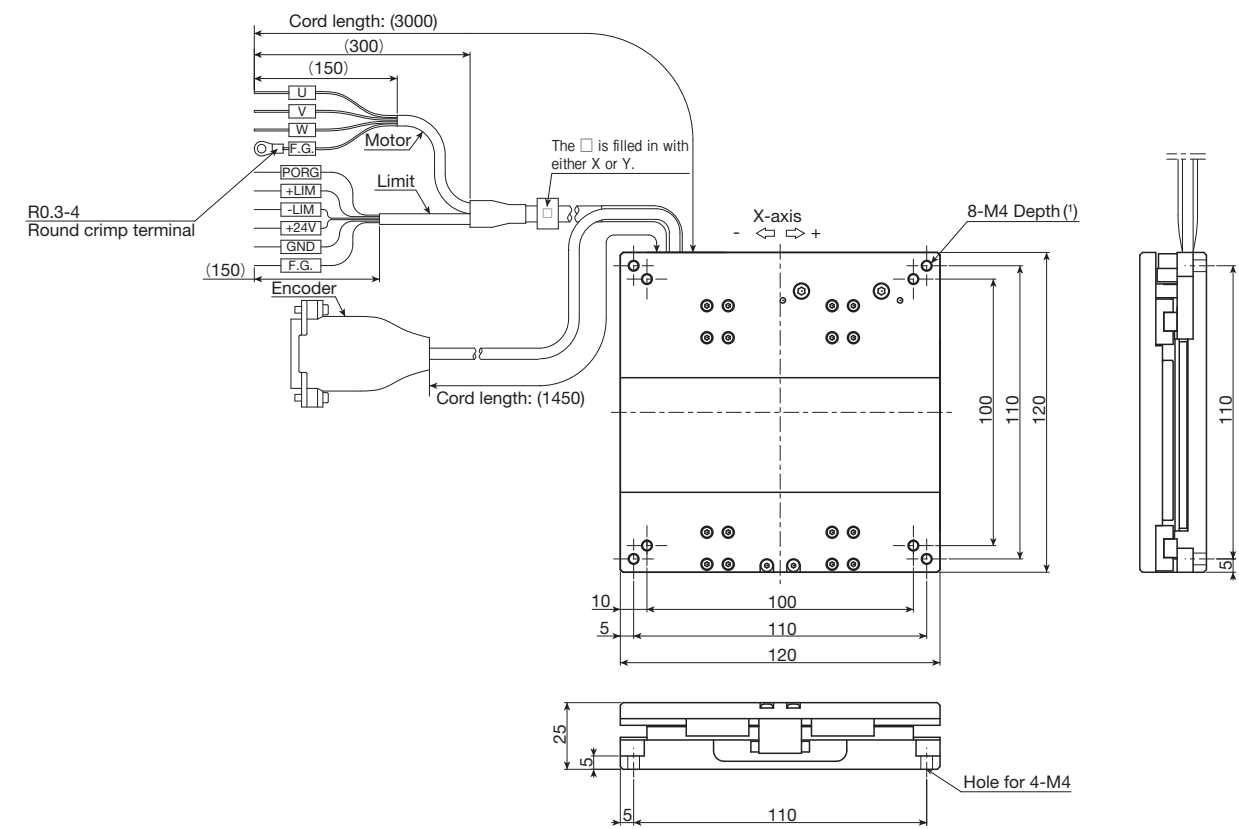 Cord length: (3000)
(300)
(150)
U
V
W
F.G.
Motor
The □ is filled in with
either X or Y.
PORG
+LIM
-LIM
+24V
GND
F.G.
Limit
□
R0.3-4
Round crimp terminal
(150)
Encoder
Cord length: (1450)
X-axis
- +
8-M4 Depth (1)
100
110
120
110
5
10
100
5
110
120
25
5
Hole for 4-M4
5
110